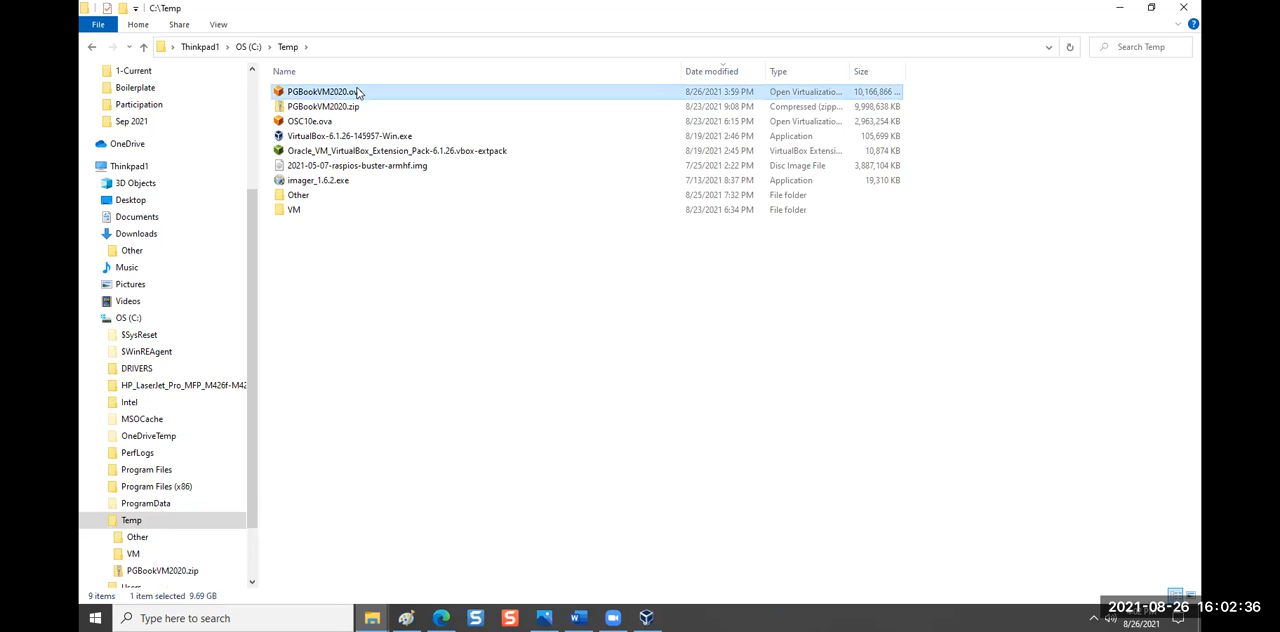 C:\Temp
File Home Share View
Thinkpad1 OS (C:) Temp Search Temp
Name Date modified Type Size
PGBookVM2020.ova 8/26/2021 3:59 PM Open Virtualizatio... 10,166,866 ...
PGBookVM2020.zip 8/23/2021 9:08 PM Compressed (zipp... 9,998,638 KB
OSC10e.ova 8/23/2021 6:15 PM Open Virtualizatio... 2,963,254 KB
VirtualBox-6.1.26-145957-Win.exe 8/19/2021 2:46 PM Application 105,699 KB
Oracle_VM_VirtualBox_Extension_Pack-6.1.26.vbox-extpack 8/19/2021 2:45 PM VirtualBox Extensi... 10,874 KB
2021-05-07-raspios-buster-armhf.img 7/25/2021 2:22 PM Disc Image File 3,887,104 KB
imager_1.6.2.exe 7/13/2021 8:37 PM Application 19,310 KB
Other 8/25/2021 7:32 PM File folder
VM 8/23/2021 6:34 PM File folder
1-Current
Boilerplate
Participation
Sep 2021
OneDrive
Thinkpad1
3D Objects
Desktop
Documents
Downloads
Other
Music
Pictures
Videos
OS (C:)
$SysReset
$WinREAgent
DRIVERS
HP_LaserJet_Pro_MFP_M426f-M42
Intel
MSOCache
OneDriveTemp
PerfLogs
Program Files
Program Files (x86)
ProgramData
Temp
Other
VM
PGBookVM2020.zip
Users
9 items 1 item selected 9.69 GB
Type here to search
2021-08-26 16:02:36
8/26/2021